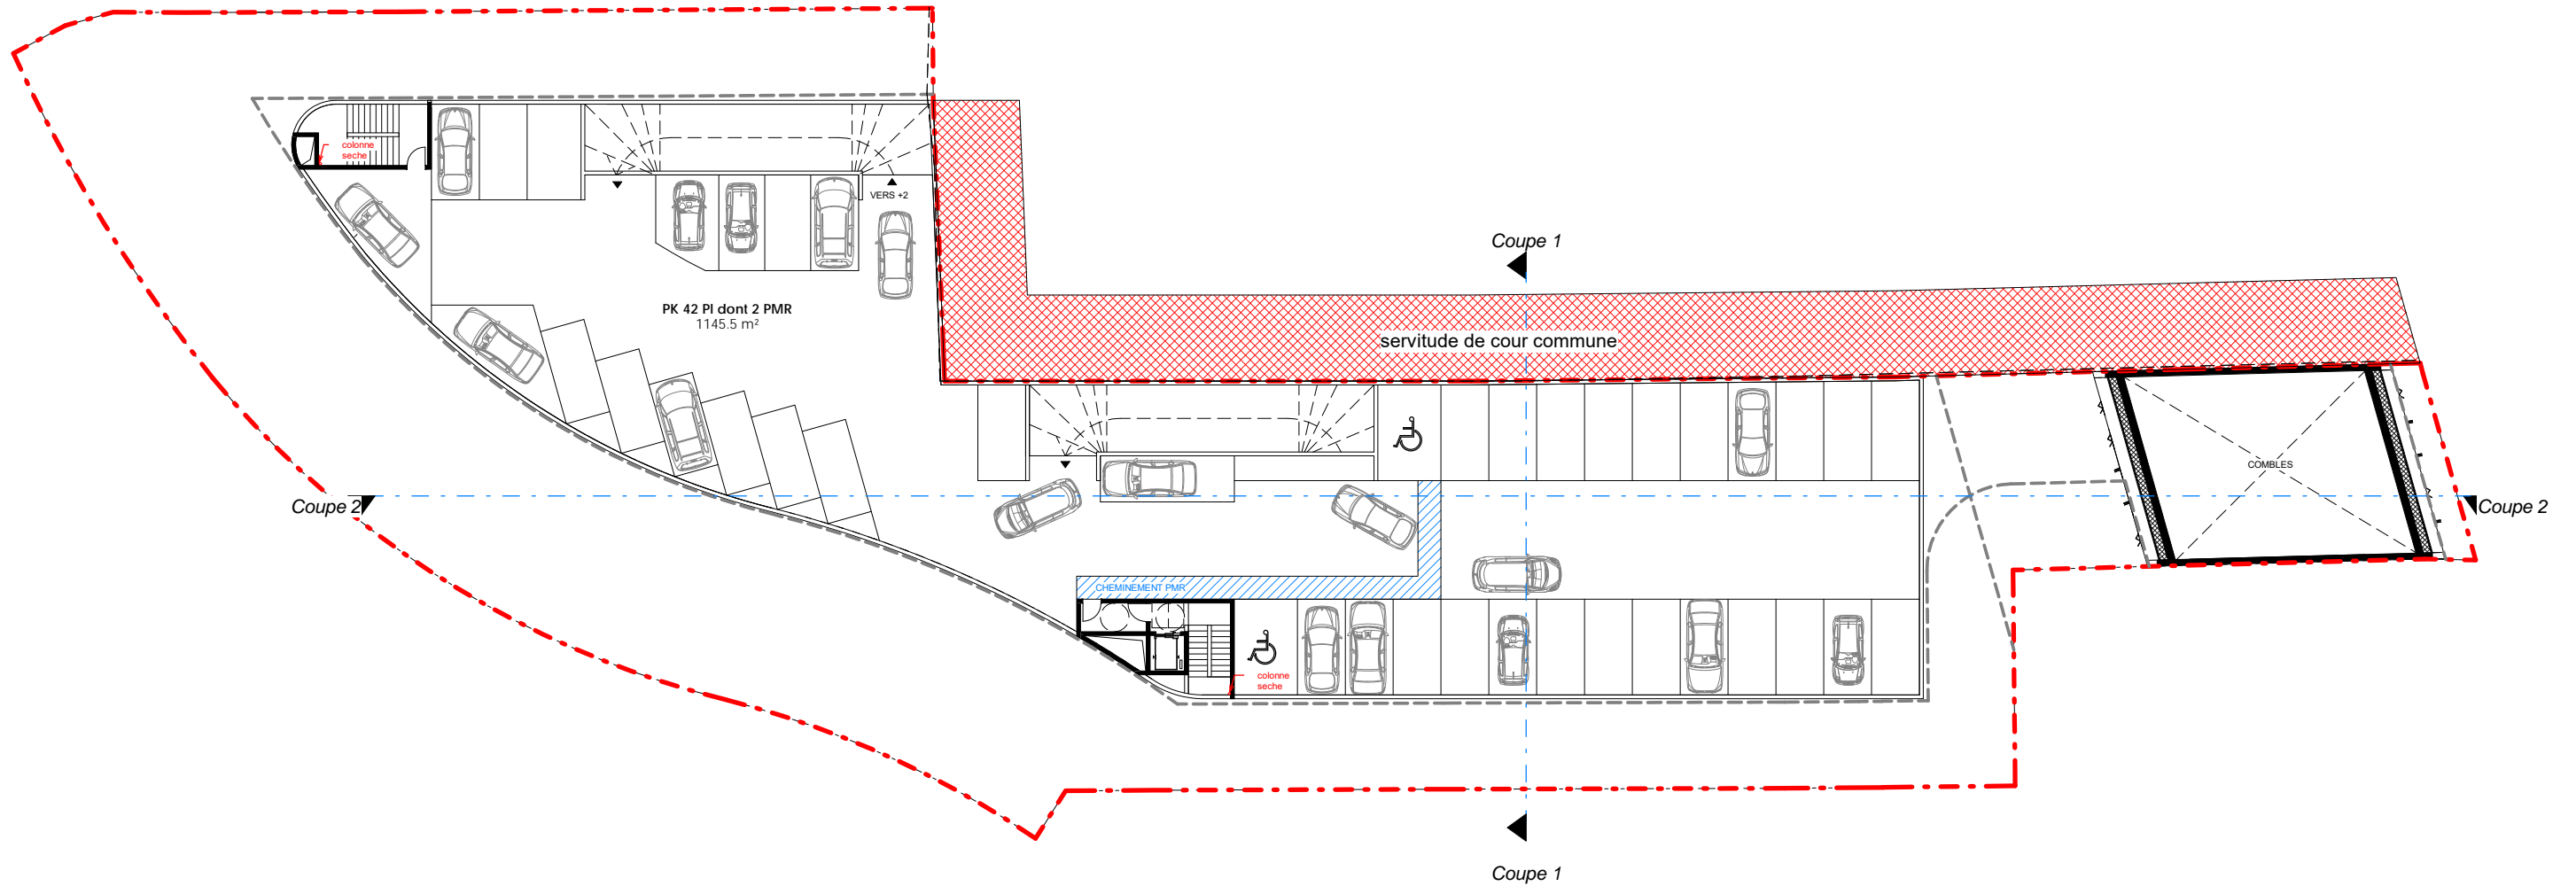 colonne
seche
VERS +2
Coupe 1
PK 42 Pl dont 2 PMR
1145.5 m²
servitude de cour commune
COMBLES
Coupe 2
Coupe 2
CHEMINEMENT PMR
colonne
seche
Coupe 1